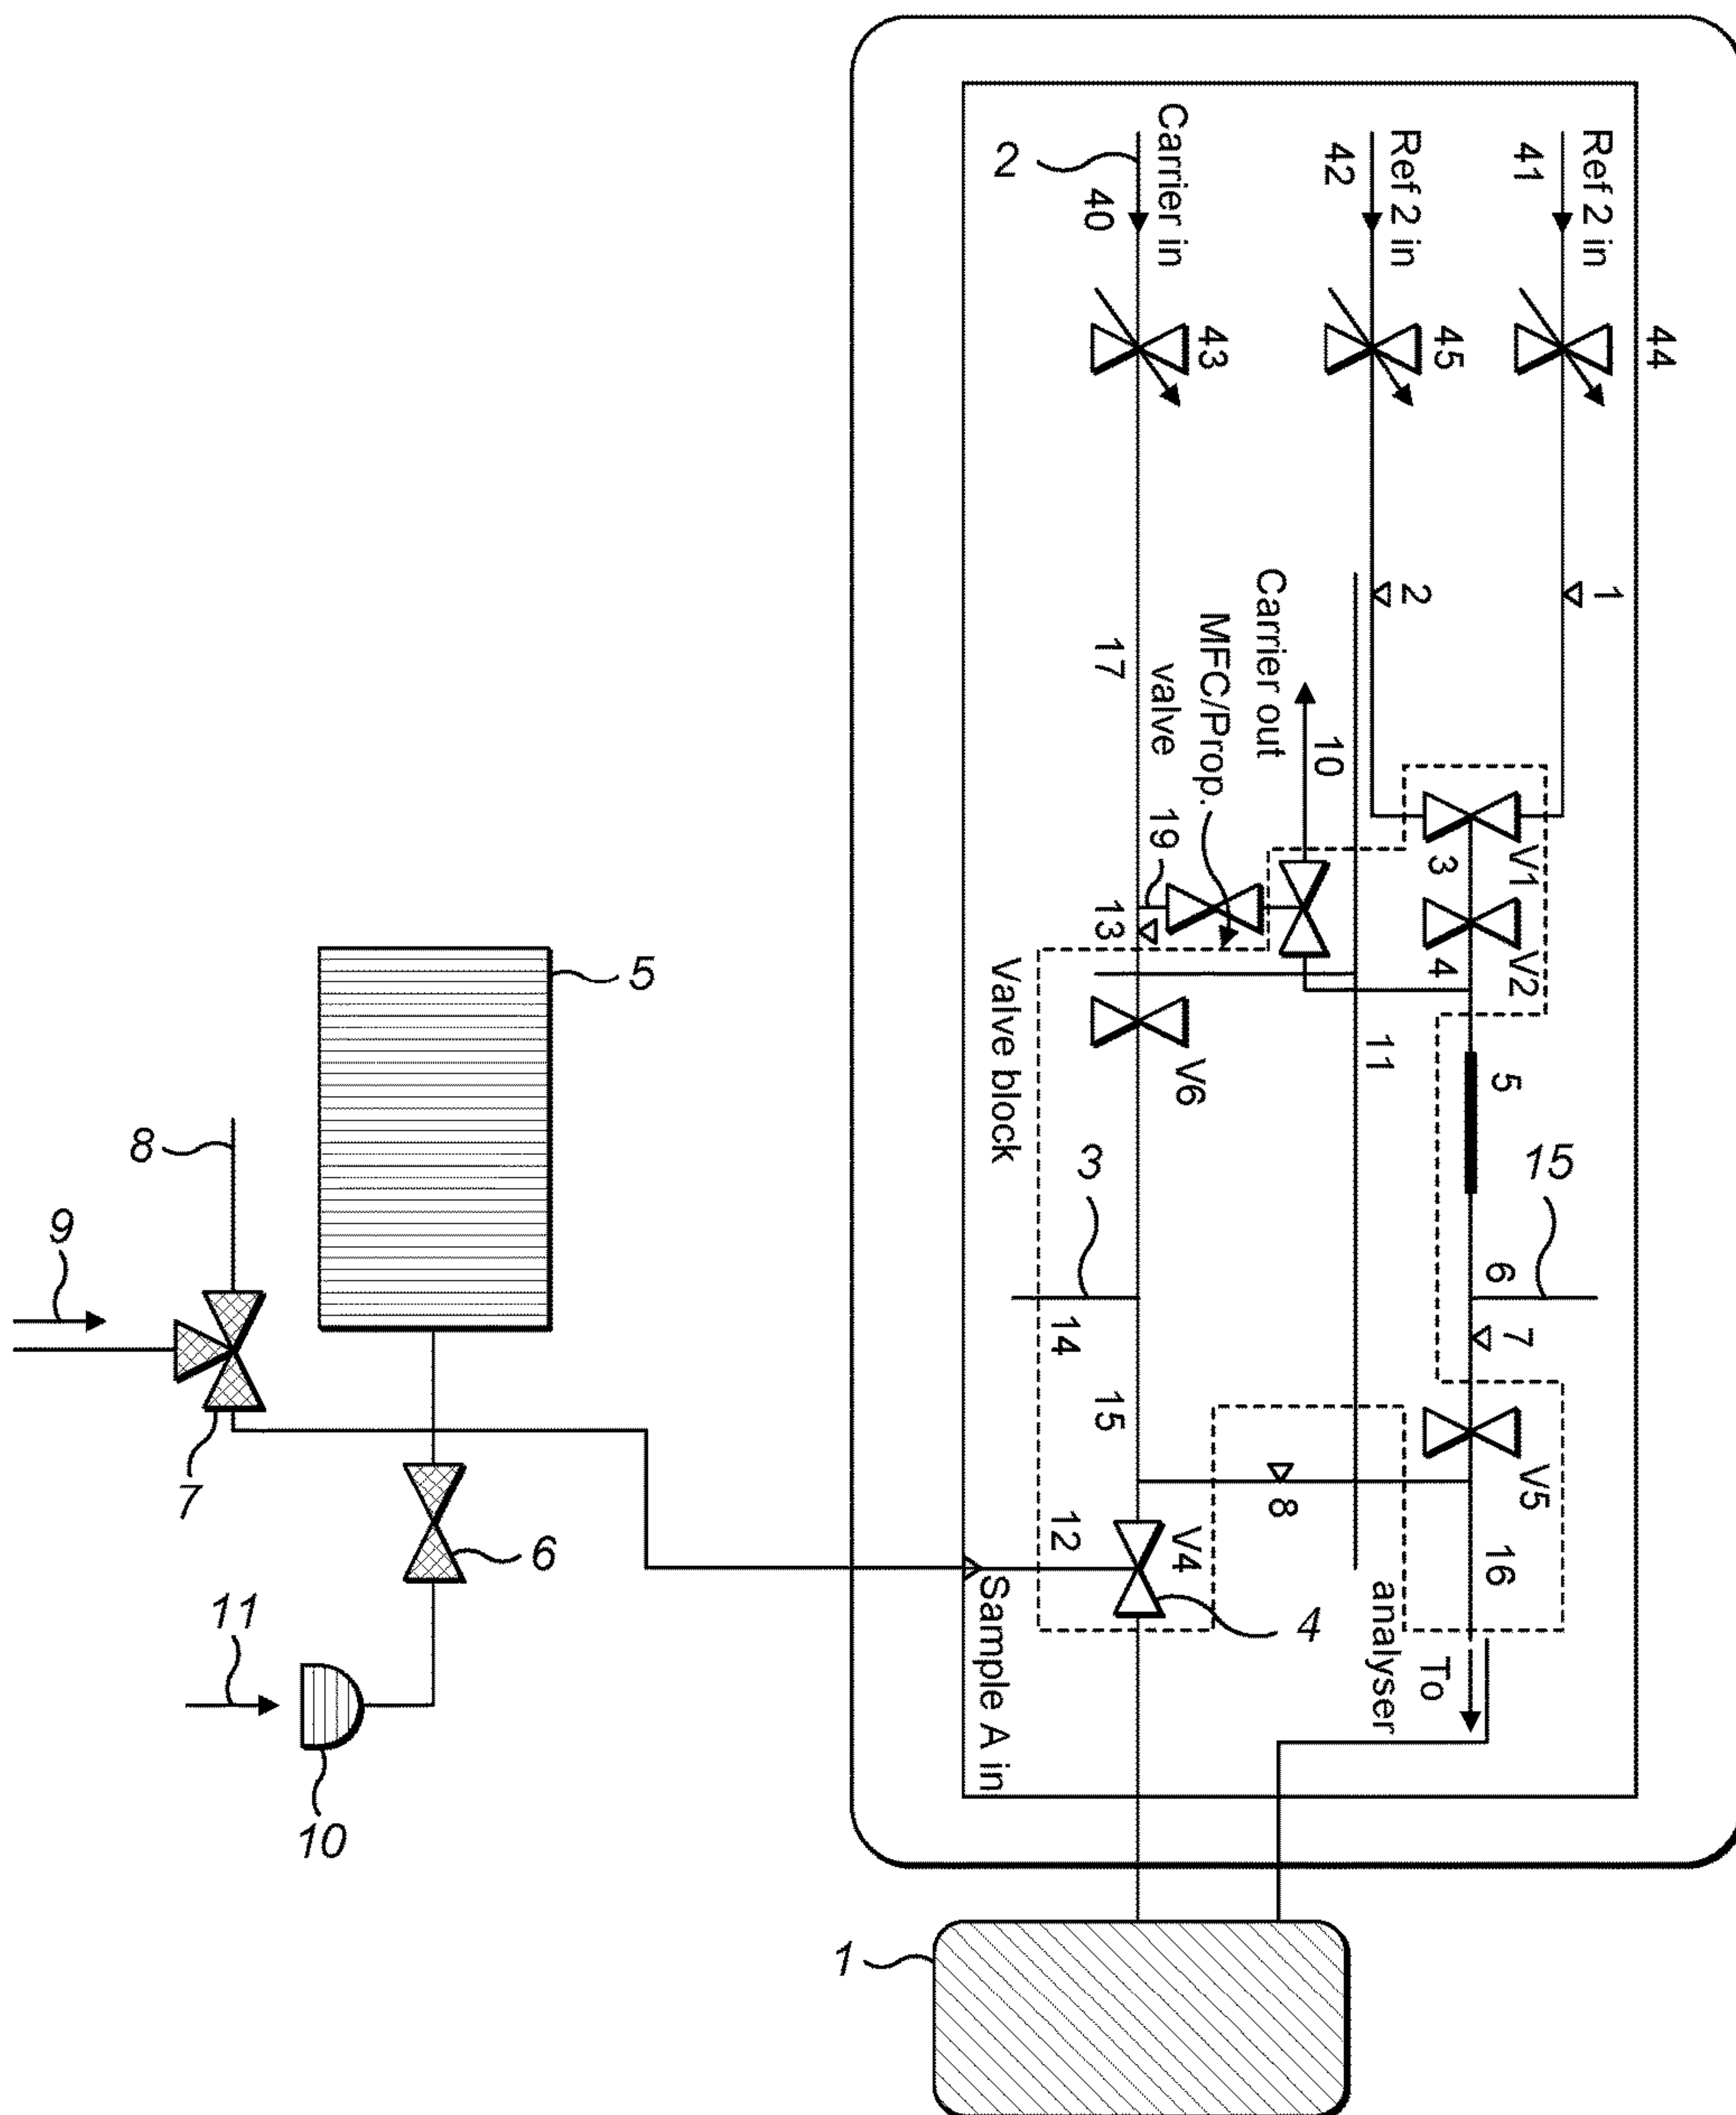 Ref 2 in
41
44
1
Ref 2 in
42
45
2
V1
3
V2
4
5
15
6
7
V5
16
To
analyser
Carrier in
2
40
43
17
Carrier out
10
MFC/Prop.
valve
19
13
11
V6
Valve block
3
14
15
8
12
V4
4
Sample A in
5
8
9
7
6
11
10
1